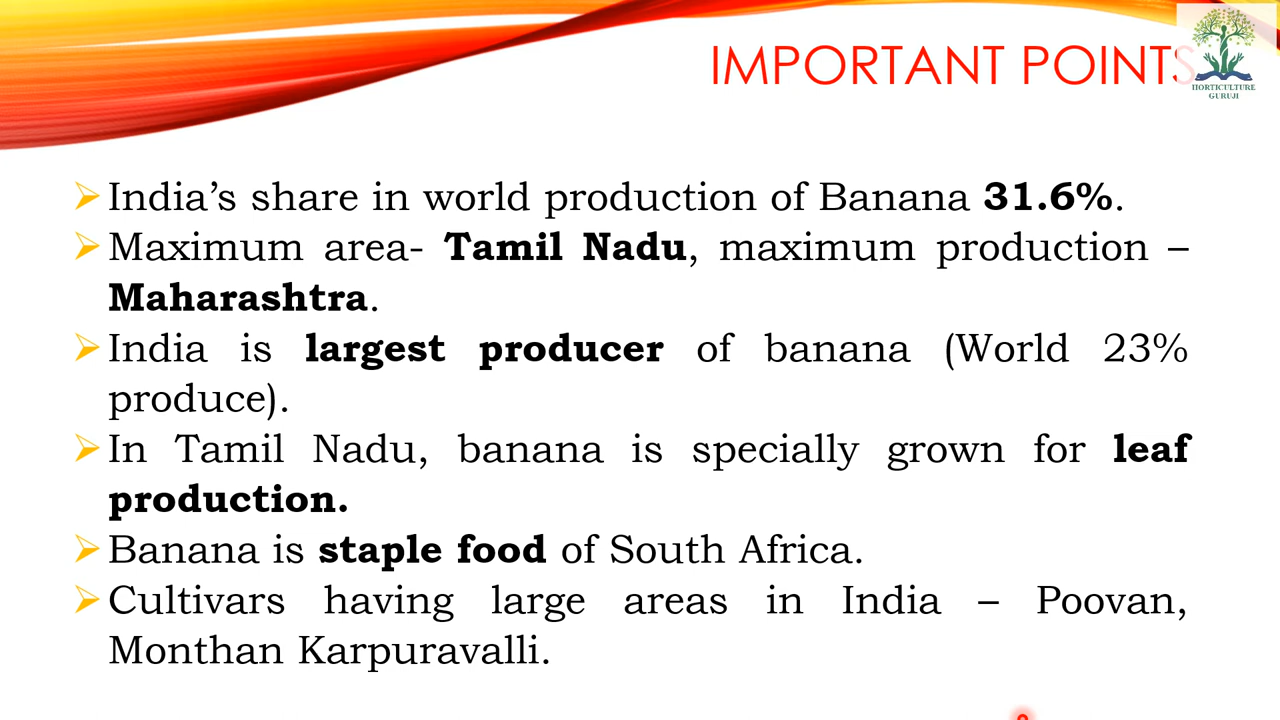 IMPORTANT POINTS
HORTICULTURE
GURUJI
➢India’s share in world production of Banana 31.6%.
➢Maximum area- Tamil Nadu, maximum production –
Maharashtra.
➢India is largest producer of banana (World 23%
produce).
➢In Tamil Nadu, banana is specially grown for leaf
production.
➢Banana is staple food of South Africa.
➢Cultivars having large areas in India – Poovan,
Monthan Karpuravalli.